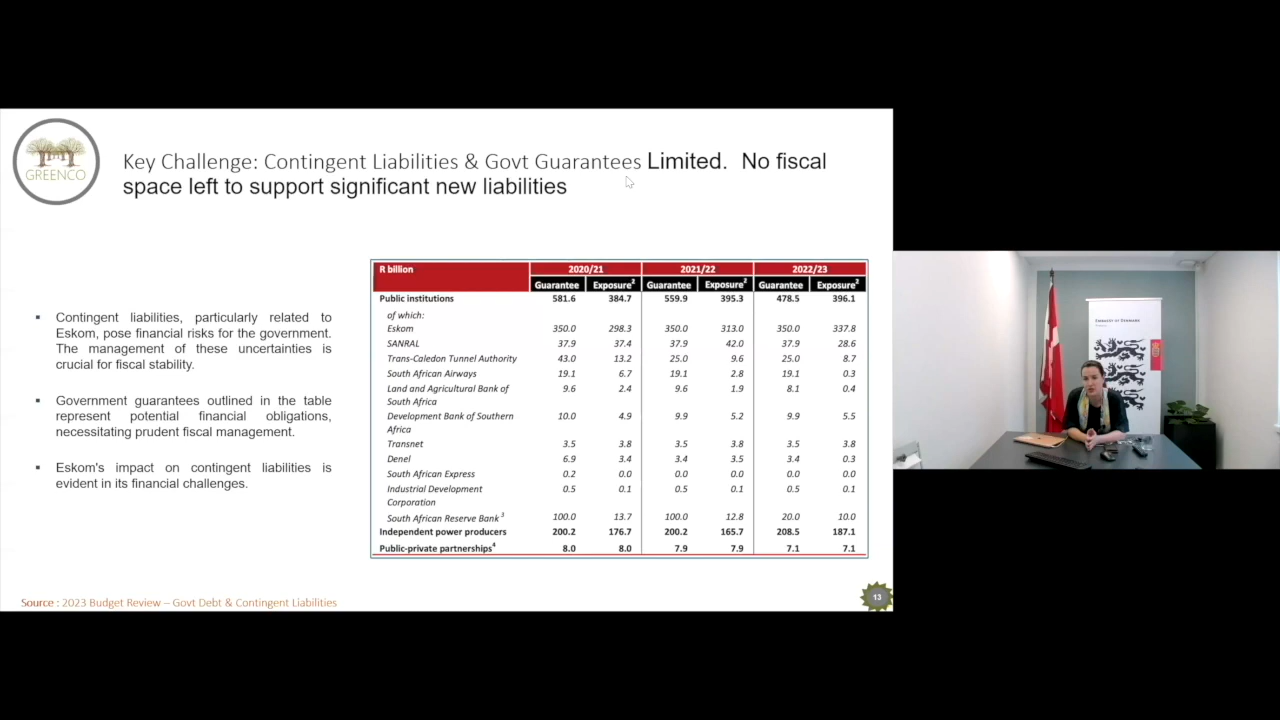 GREENCO
Key Challenge: Contingent Liabilities & Govt Guarantees Limited. No fiscal
space left to support significant new liabilities
▪ Contingent liabilities, particularly related to
Eskom, pose financial risks for the government.
The management of these uncertainties is
crucial for fiscal stability.
▪ Government guarantees outlined in the table
represent potential financial obligations,
necessitating prudent fiscal management.
▪ Eskom's impact on contingent liabilities is
evident in its financial challenges.
R billion 2020/21 2021/22 2022/23
Guarantee Exposure² Guarantee Exposure² Guarantee Exposure²
Public institutions 581.6 384.7 559.9 395.3 478.5 396.1
of which:
Eskom 350.0 298.3 350.0 313.0 350.0 337.8
SANRAL 37.9 37.4 37.9 42.0 37.9 28.6
Trans-Caledon Tunnel Authority 43.0 13.2 25.0 9.6 25.0 8.7
South African Airways 19.1 6.7 19.1 2.8 19.1 0.3
Land and Agricultural Bank of 9.6 2.4 9.6 1.9 8.1 0.4
South Africa
Development Bank of Southern 10.0 4.9 9.9 5.2 9.9 5.5
Africa
Transnet 3.5 3.8 3.5 3.8 3.5 3.8
Denel 6.9 3.4 3.4 3.5 3.4 0.3
South African Express 0.2 0.0 0.0 0.0 0.0 0.0
Industrial Development 0.5 0.1 0.5 0.1 0.5 0.1
Corporation
South African Reserve Bank ³ 100.0 13.7 100.0 12.8 20.0 10.0
Independent power producers 200.2 176.7 200.2 165.7 208.5 187.1
Public-private partnerships⁴ 8.0 8.0 7.9 7.9 7.1 7.1
Source : 2023 Budget Review – Govt Debt & Contingent Liabilities
13
EMBASSY OF DENMARK